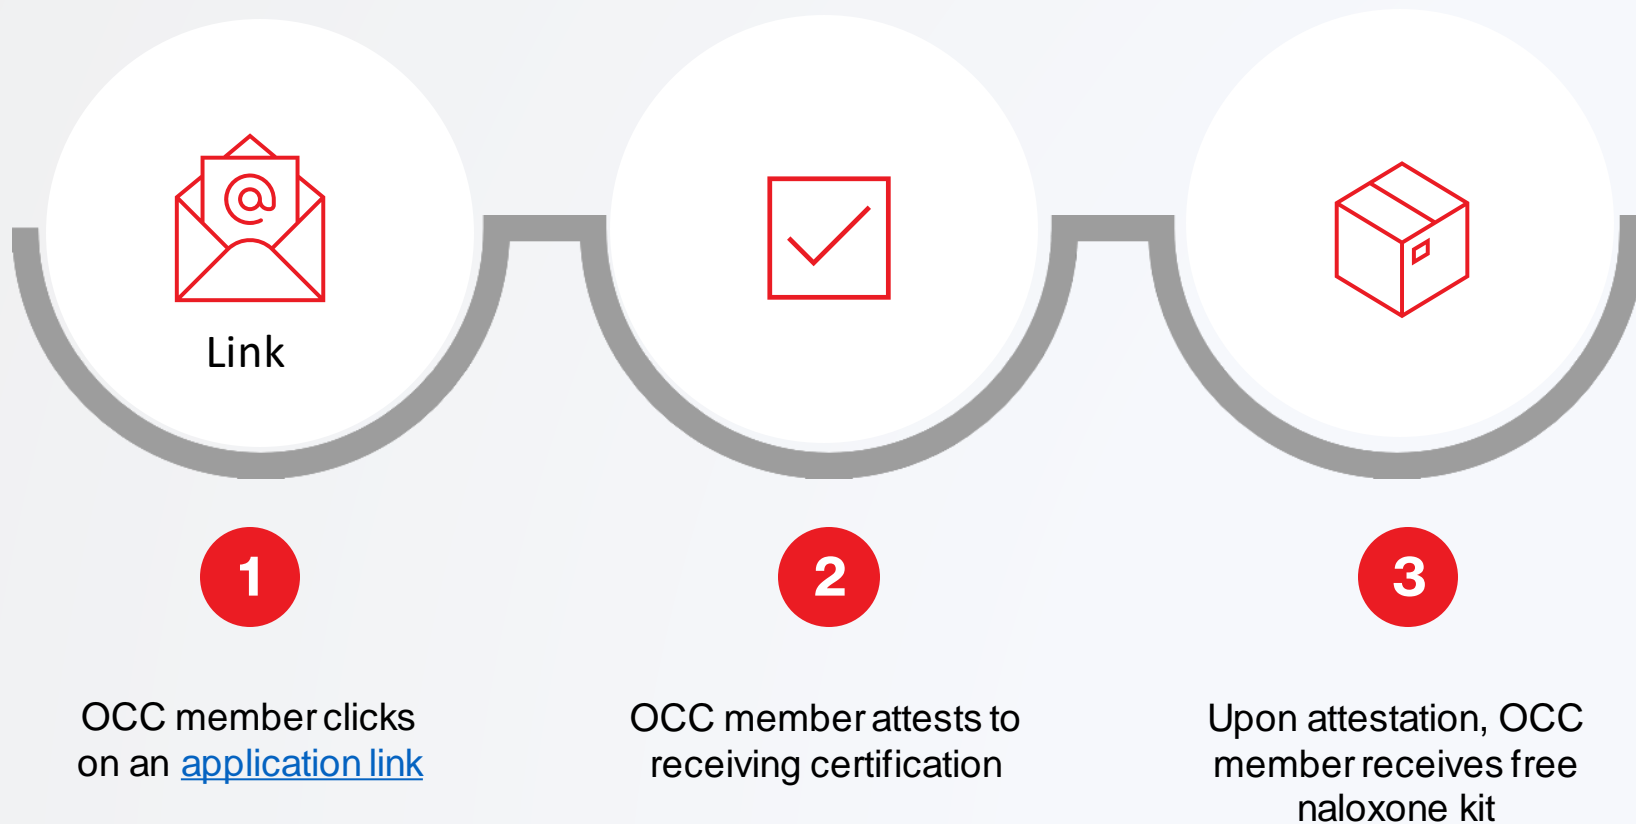 @
Link
1
2
3
OCC member clicks
on an application link
OCC member attests to
receiving certification
Upon attestation, OCC
member receives free
naloxone kit